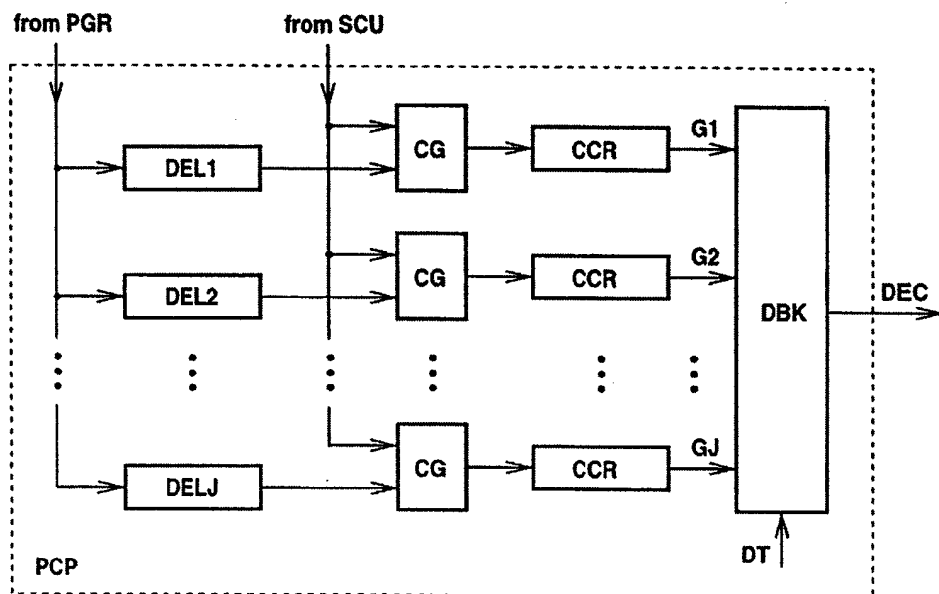 from PGR
from SCU
DEL1
CG
CCR
G1
DEL2
CG
CCR
G2
DBK
DEC
DELJ
CG
CCR
GJ
DT
PCP